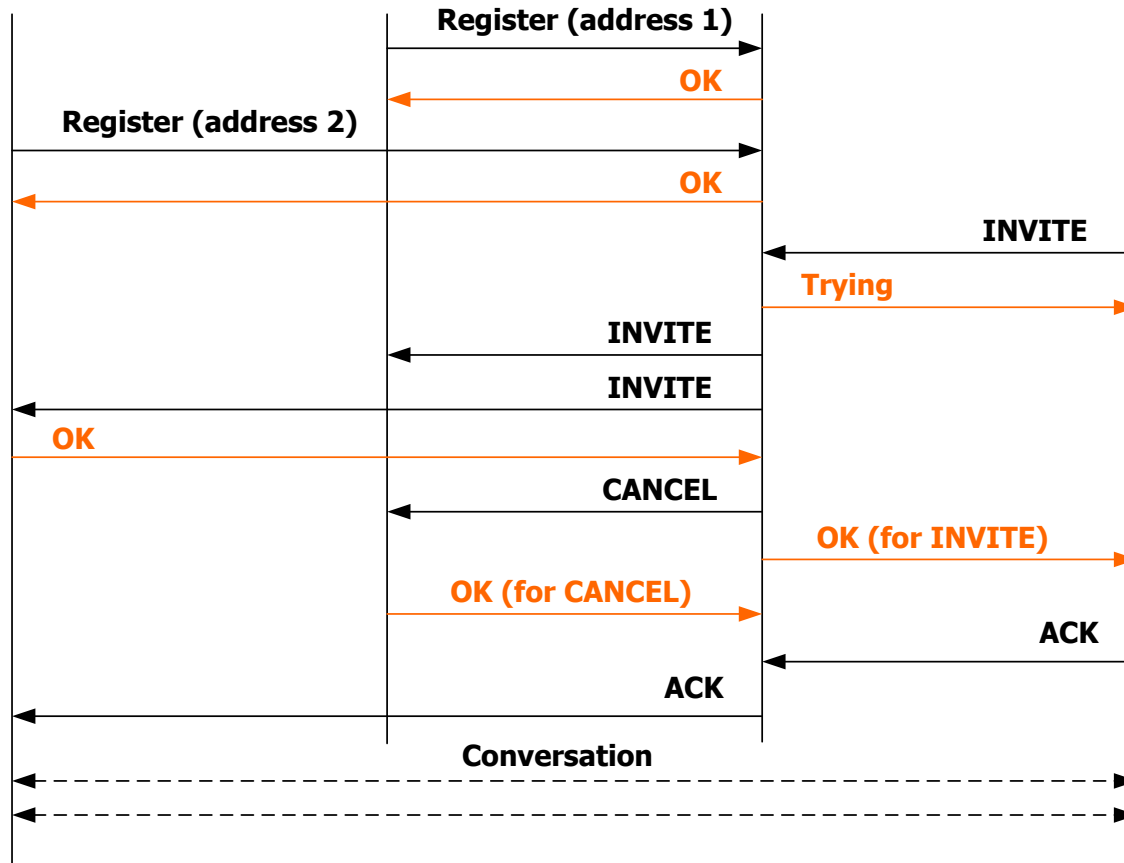 Register (address 1)
OK
Register (address 2)
OK
INVITE
Trying
INVITE
INVITE
OK
CANCEL
OK (for INVITE)
OK (for CANCEL)
ACK
ACK
Conversation